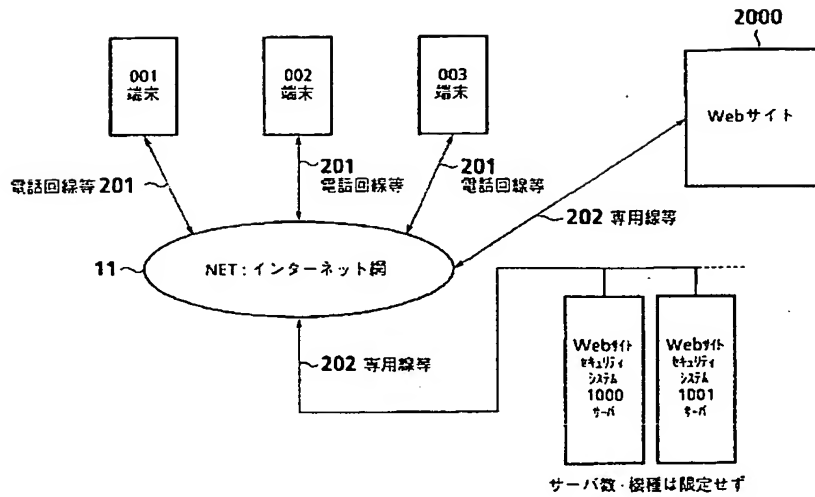 2000
001
端末
002
端末
003
端末
Webサイト
電話回線等 201
201
電話回線等
201
電話回線等
202 専用線等
11
NET：インターネット網
202 専用線等
Webサイト
セキュリティ
システム
1000
サーバ
Webサイト
セキュリティ
システム
1001
サーバ
サーバ数・機種は限定せず